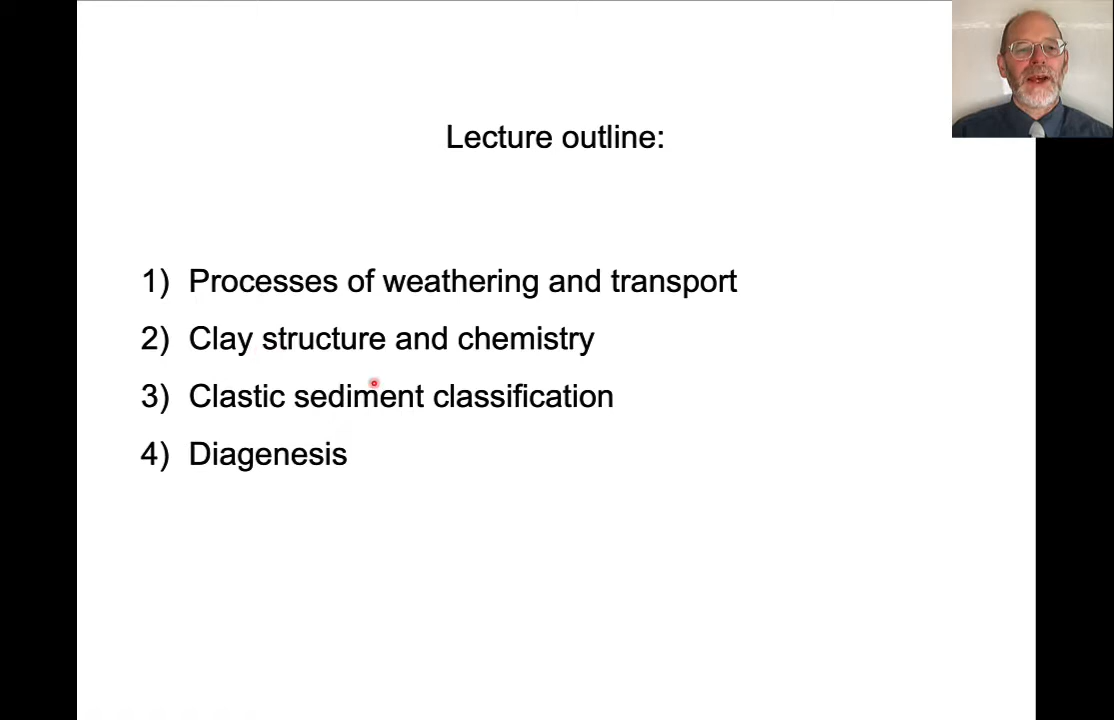 Lecture outline:
1) Processes of weathering and transport
2) Clay structure and chemistry
3) Clastic sediment classification
4) Diagenesis